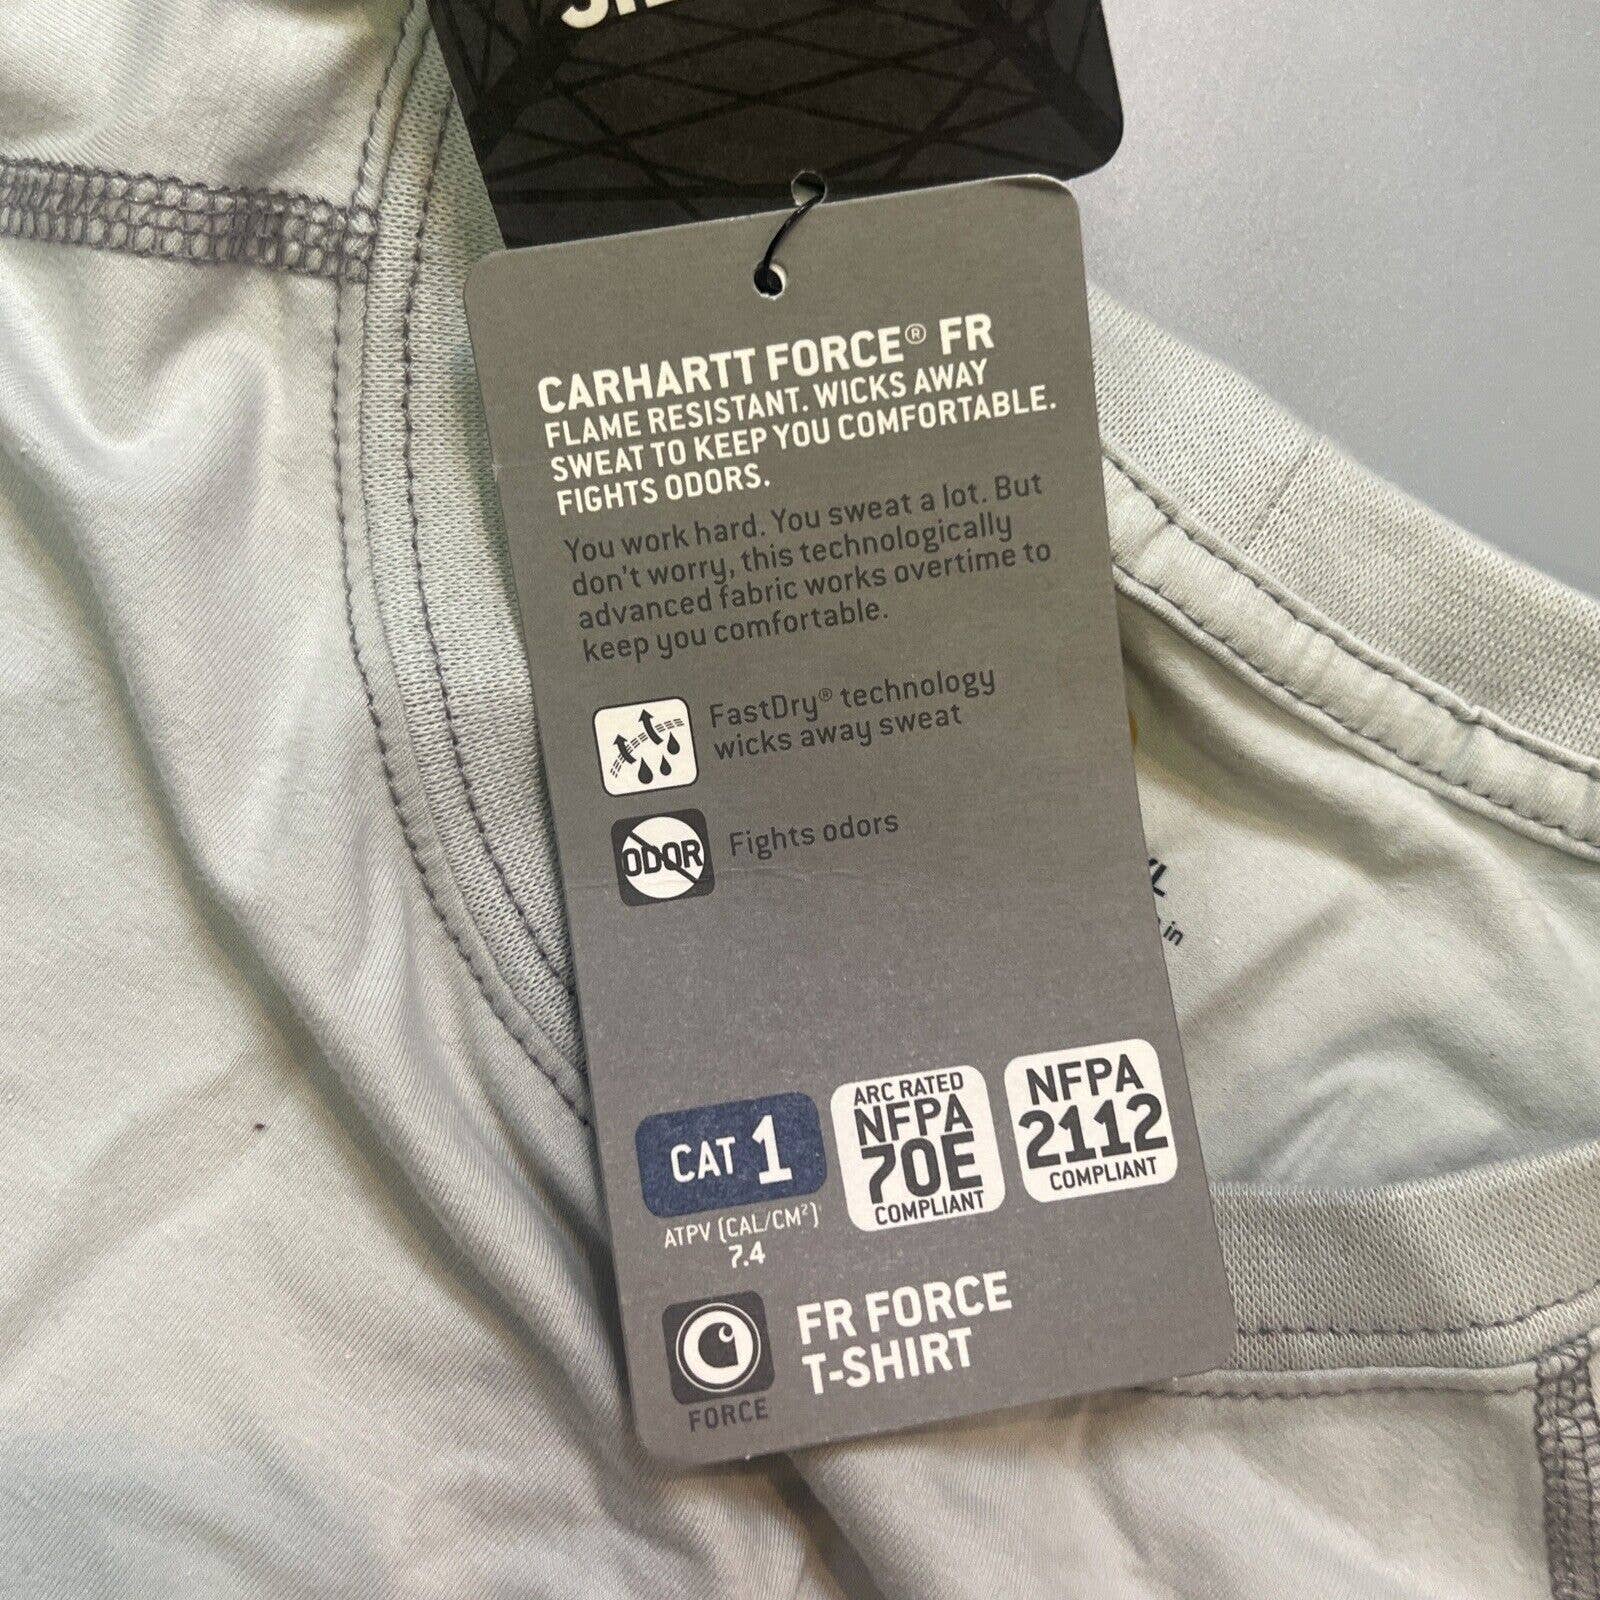 CARHARTT FORCE® FR
FLAME RESISTANT. WICKS AWAY
SWEAT TO KEEP YOU COMFORTABLE.
FIGHTS ODORS.
You work hard. You sweat a lot. But
don't worry, this technologically
advanced fabric works overtime to
keep you comfortable.
FastDry® technology
wicks away sweat
ODOR
Fights odors
in
CAT 1
ATPV (CAL/CM²)
7.4
ARC RATED
NFPA
70E
COMPLIANT
NFPA
2112
COMPLIANT
FORCE
FR FORCE
T-SHIRT